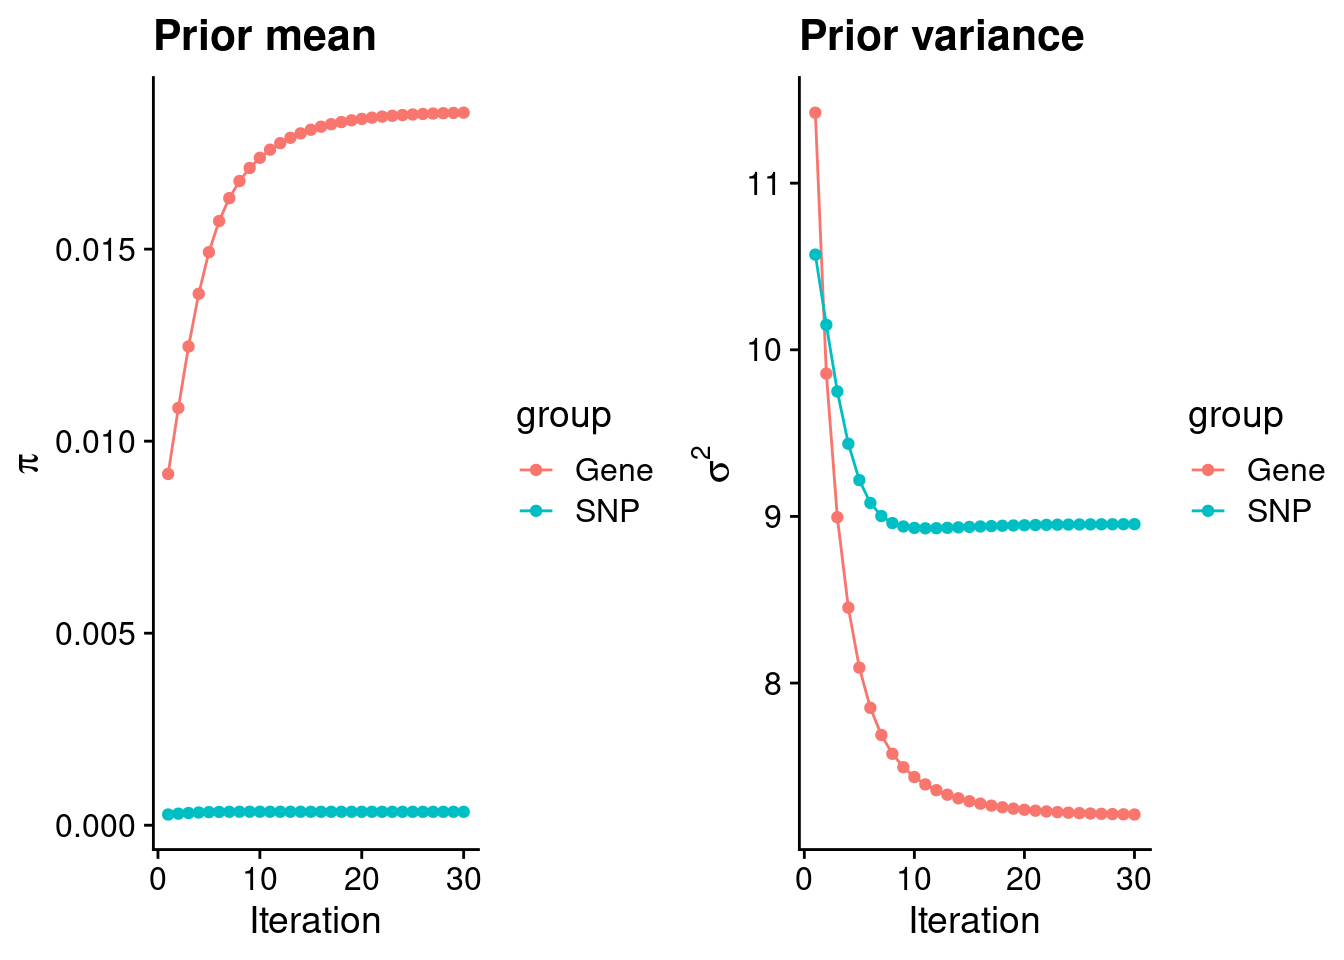 Prior mean
0.015
0.010
0.005
0.000
π
0
10
20
30
Iteration
group
Gene
SNP
Prior variance
11
10
9
8
σ²
0
10
20
30
Iteration
group
Gene
SNP